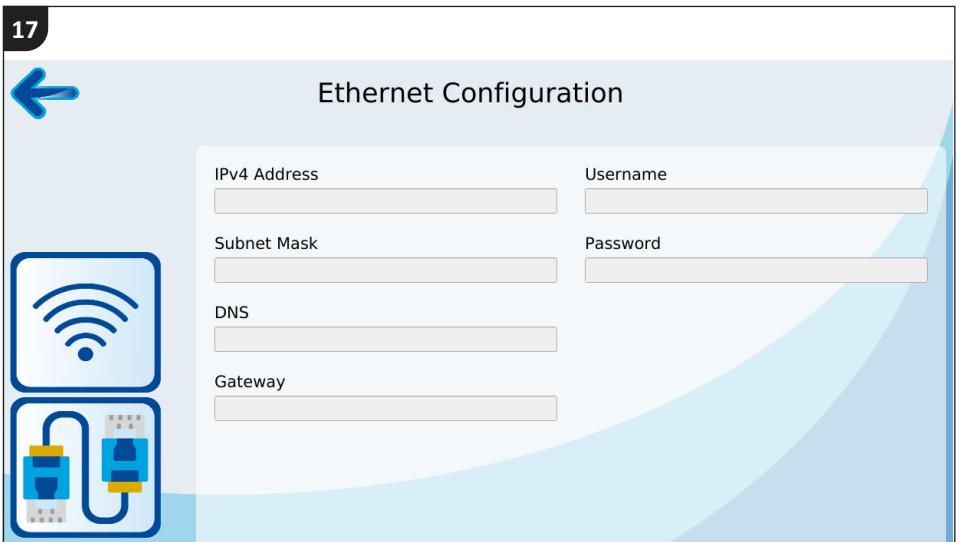 17
Ethernet Configuration
IPv4 Address
Username
Subnet Mask
Password
DNS
Gateway